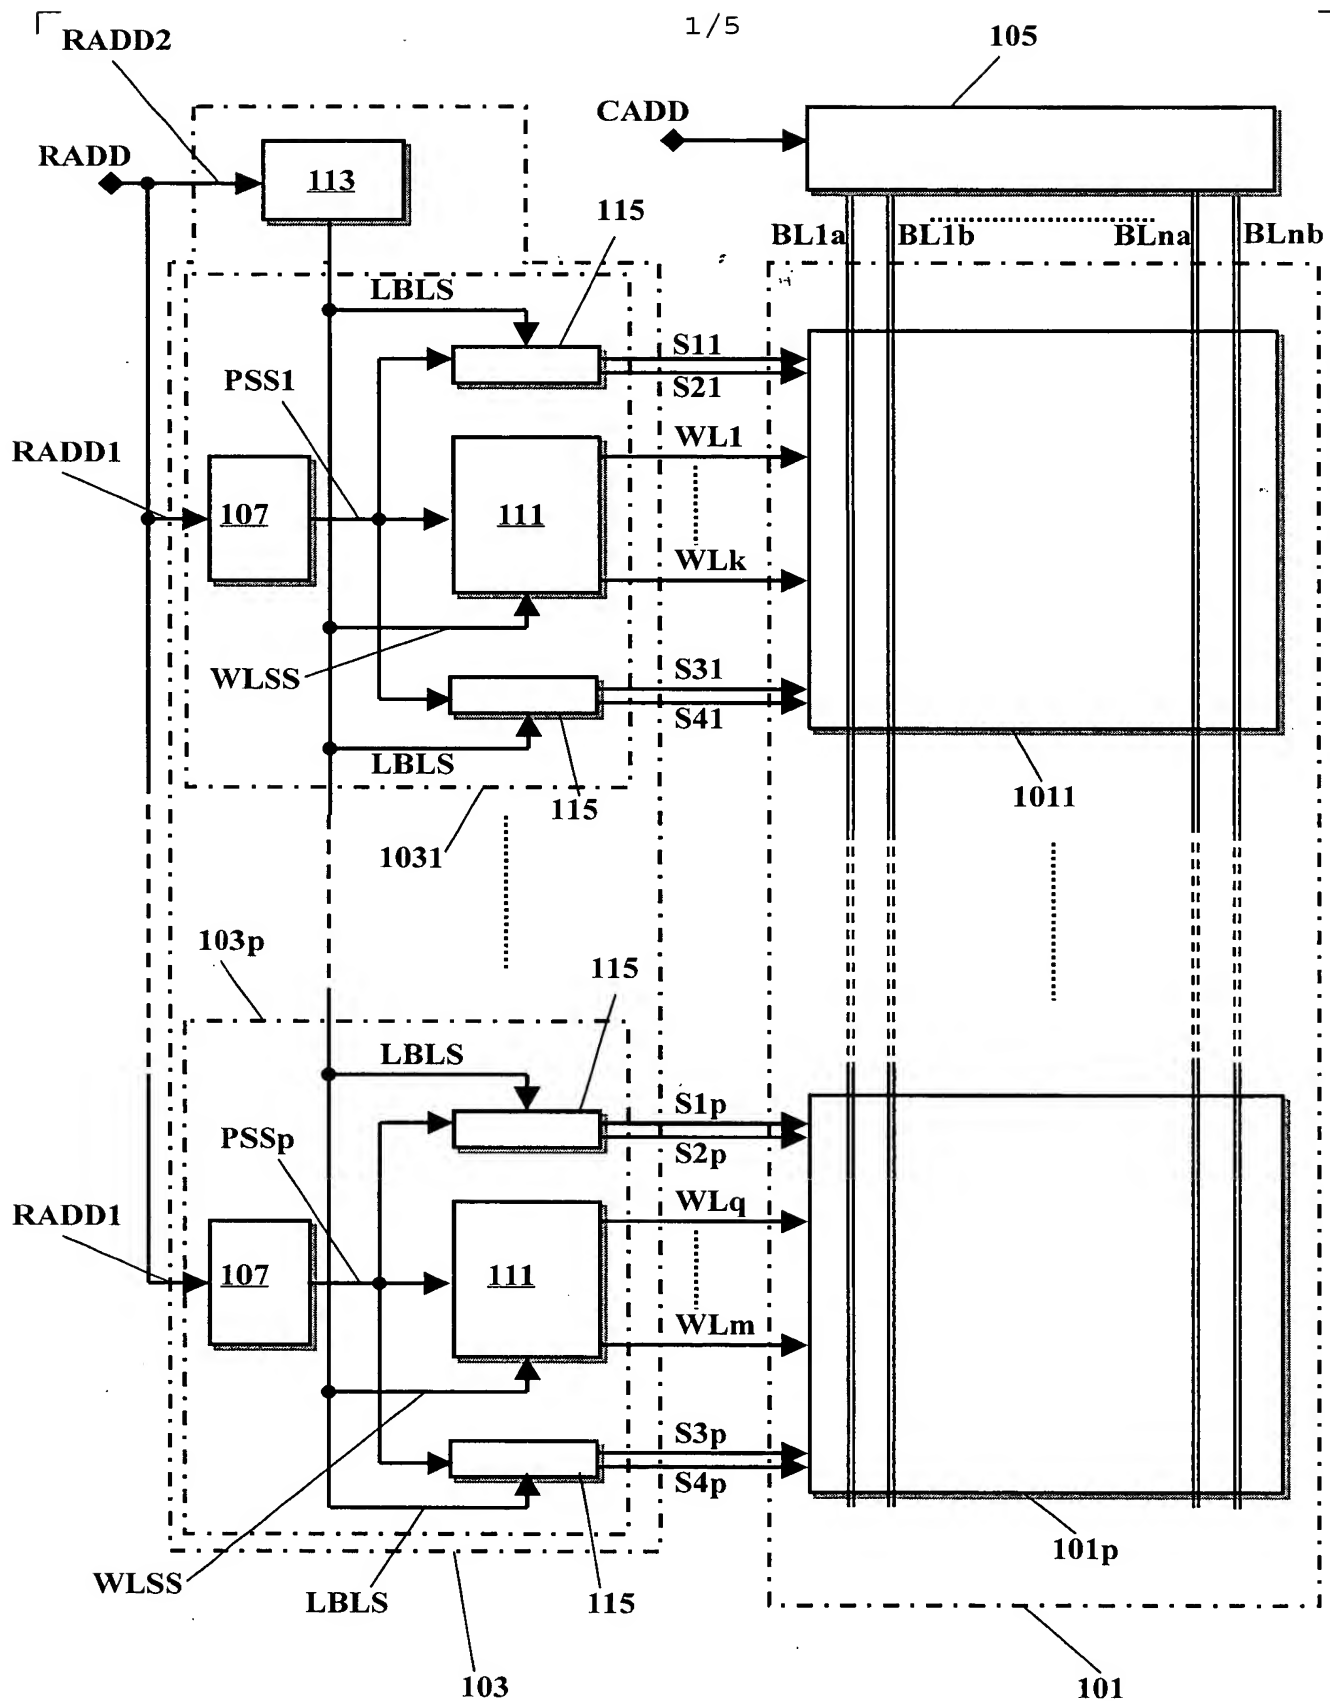 1/5
RADD2
105
CADD
RADD
113
115
BL1a
BL1b
BLna
BLnb
LBLS
S11
PSS1
S21
WL1
RADD1
107
111
WLk
WLSS
S31
S41
LBLS
115
1011
1031
103p
115
LBLS
S1p
PSSp
S2p
WLq
RADD1
107
111
WLm
S3p
S4p
101p
WLSS
LBLS
115
103
101